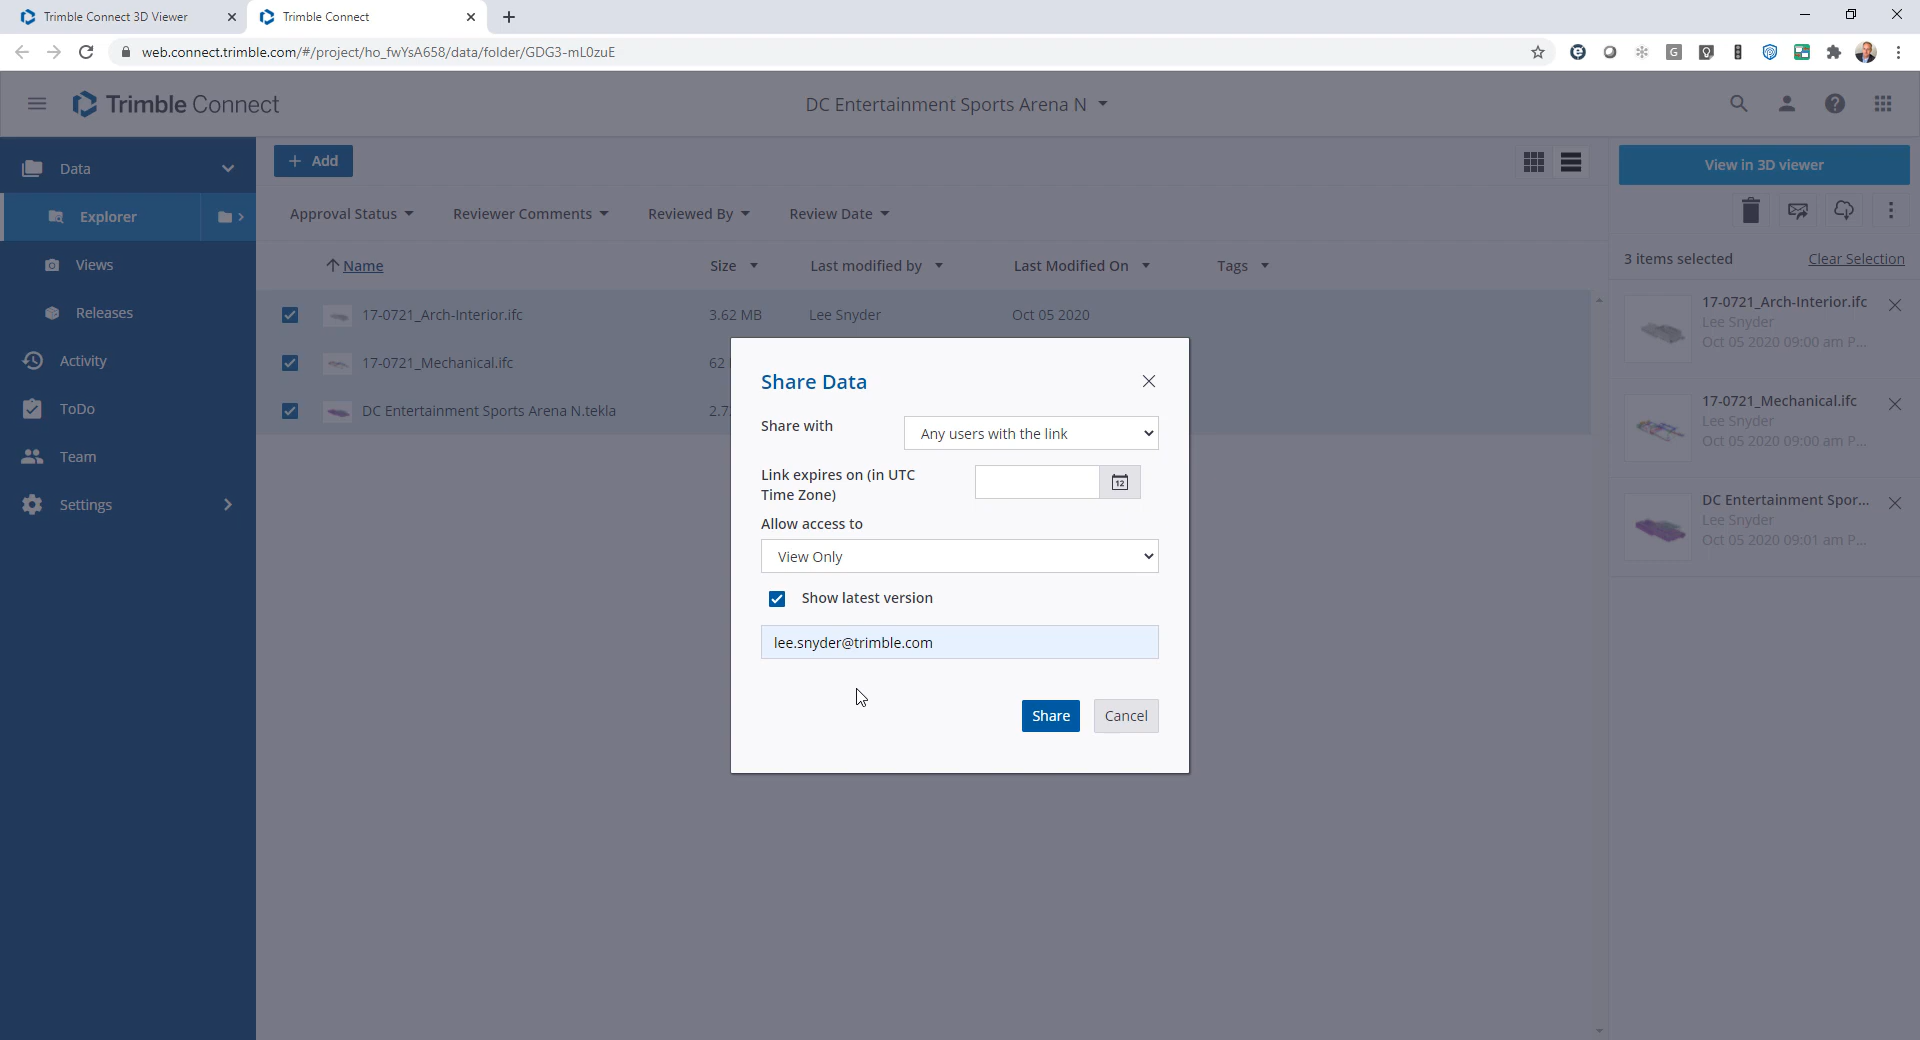 Trimble Connect 3D Viewer
Trimble Connect
web.connect.trimble.com/#/project/ho_fwYsA658/data/folder/GDG3-mL0zuE
Trimble Connect
DC Entertainment Sports Arena N
Data
Explorer
Views
Releases
Activity
ToDo
Team
Settings
+ Add
View in 3D viewer
Approval Status
Reviewer Comments
Reviewed By
Review Date
Name
Size
Last modified by
Last Modified On
Tags
17-0721_Arch-Interior.ifc
3.62 MB
Lee Snyder
Oct 05 2020
17-0721_Mechanical.ifc
62
DC Entertainment Sports Arena N.tekla
2.7
3 items selected
Clear Selection
17-0721_Arch-Interior.ifc
Lee Snyder
Oct 05 2020 09:00 am P...
17-0721_Mechanical.ifc
Lee Snyder
Oct 05 2020 09:00 am P...
DC Entertainment Spor...
Lee Snyder
Oct 05 2020 09:01 am P...
Share Data
Share with
Any users with the link
Link expires on (in UTC
Time Zone)
12
Allow access to
View Only
Show latest version
lee.snyder@trimble.com
Share
Cancel